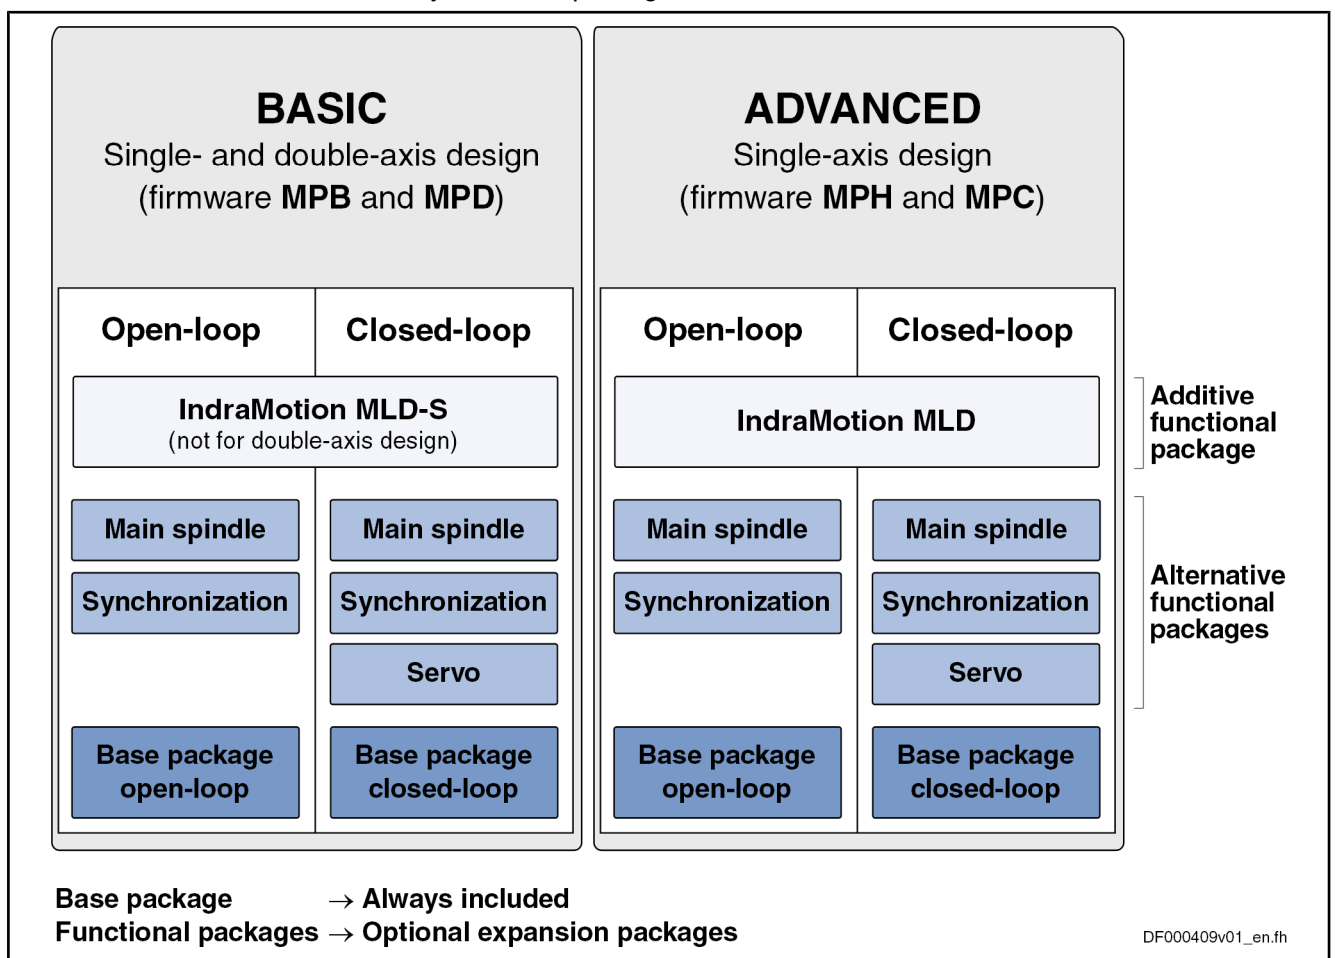 BASIC
Single- and double-axis design
(firmware MPB and MPD)
ADVANCED
Single-axis design
(firmware MPH and MPC)
Open-loop
Closed-loop
Open-loop
Closed-loop
IndraMotion MLD-S
(not for double-axis design)
IndraMotion MLD
Additive
functional
package
Main spindle
Main spindle
Main spindle
Main spindle
Synchronization
Synchronization
Synchronization
Synchronization
Servo
Servo
Alternative
functional
packages
Base package
open-loop
Base package
closed-loop
Base package
open-loop
Base package
closed-loop
Base package → Always included
Functional packages → Optional expansion packages
DF000409v01_en.fh